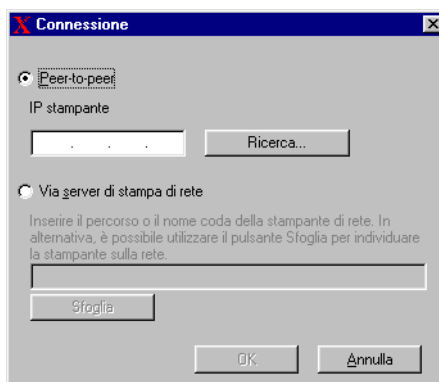 X Connessione
Peer-to-peer
IP stampante
. . .
Ricerca...
Via server di stampa di rete
Inserire il percorso o il nome coda della stampante di rete. In
alternativa, è possibile utilizzare il pulsante Sfoglia per individuare
la stampante sulla rete.
Sfoglia
OK
Annulla